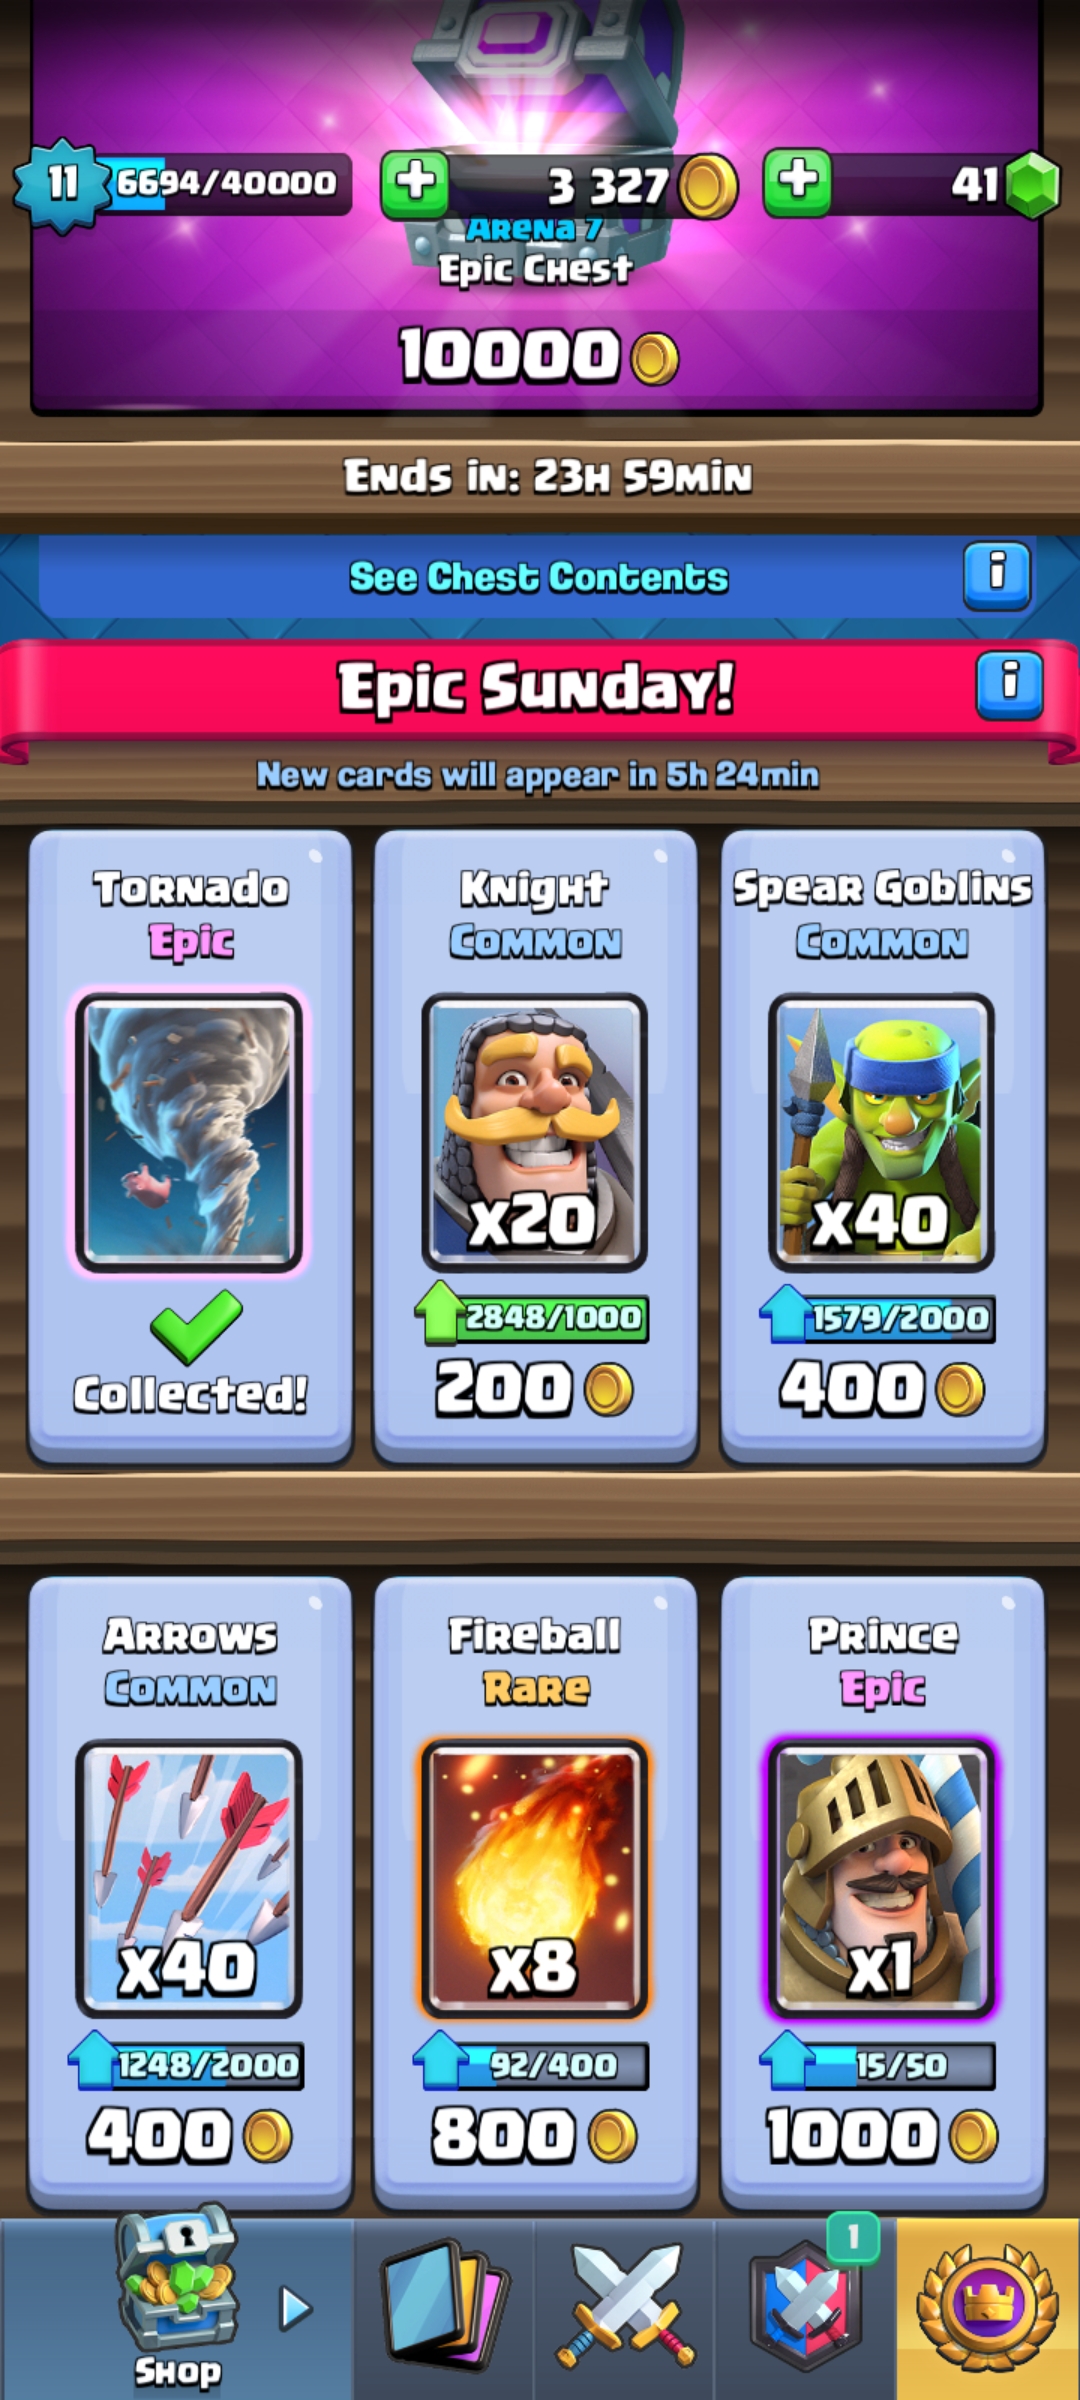 11 6694/40000 3 327 41
Arena 7
Epic Chest
10000
Ends in: 23h 59min
See Chest Contents i
Epic Sunday! i
New cards will appear in 5h 24min
Tornado Knight Spear Goblins
Epic Common Common
x20 x40
2848/1000 1579/2000
Collected! 200 400
Arrows Fireball Prince
Common Rare Epic
x40 x8 x1
1248/2000 92/400 15/50
400 800 1000
1
Shop